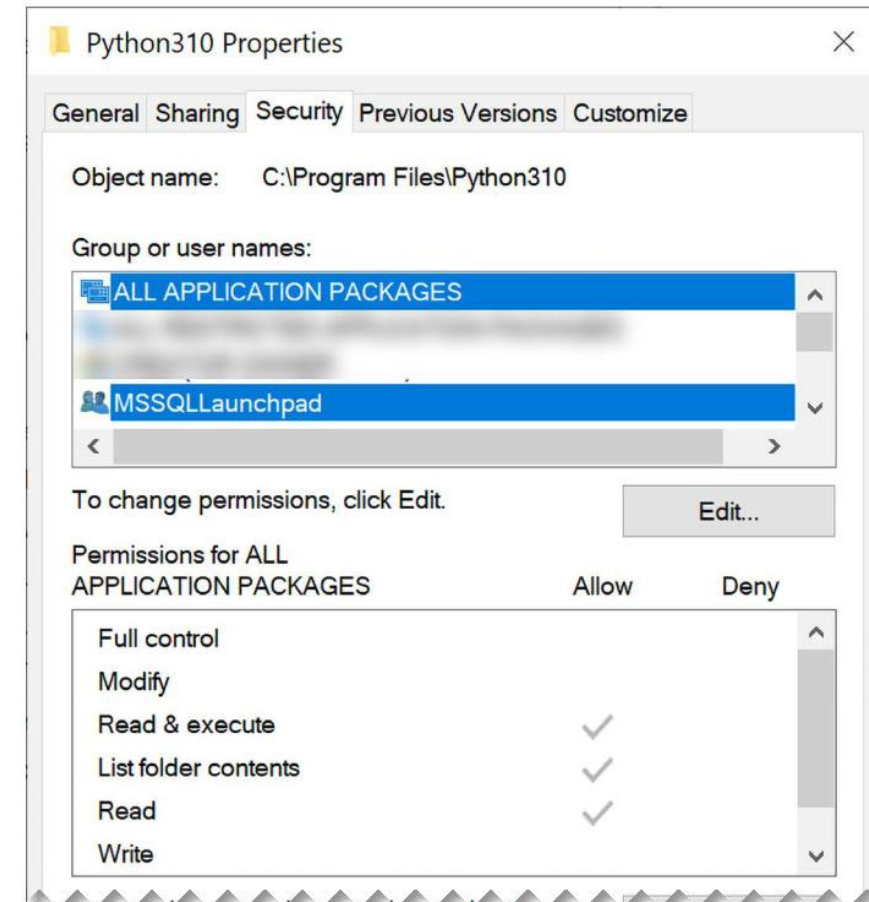 Python310 Properties
General Sharing Security Previous Versions Customize
Object name: C:\Program Files\Python310
Group or user names:
ALL APPLICATION PACKAGES
MSSQLLaunchpad
To change permissions, click Edit.
Edit...
Permissions for ALL
APPLICATION PACKAGES Allow Deny
Full control
Modify
Read & execute
List folder contents
Read
Write